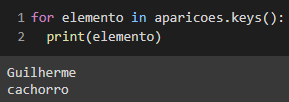 1 for elemento in aparicoes.keys():
2   print(elemento)
Guilherme
cachorro